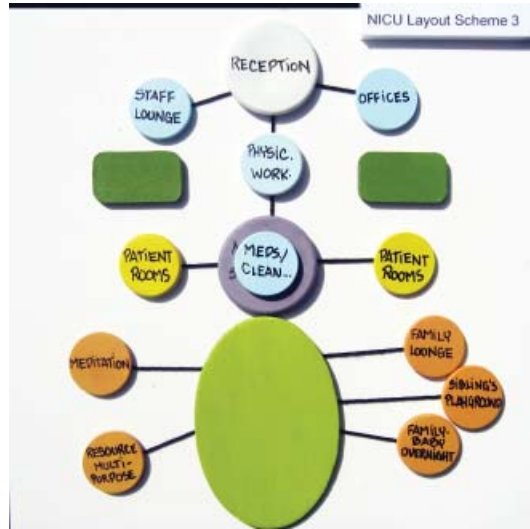 NICU Layout Scheme 3
RECEPTION
STAFF
LOUNGE
OFFICES
PHYSIC.
WORK.
PATIENT
ROOMS
MEDS/
CLEAN...
PATIENT
ROOMS
MEDITATION
FAMILY
LOUNGE
SIBLING'S
PLAYGROUND
RESOURCE
MULTI-
PURPOSE
FAMILY-
BABY
OVERNIGHT